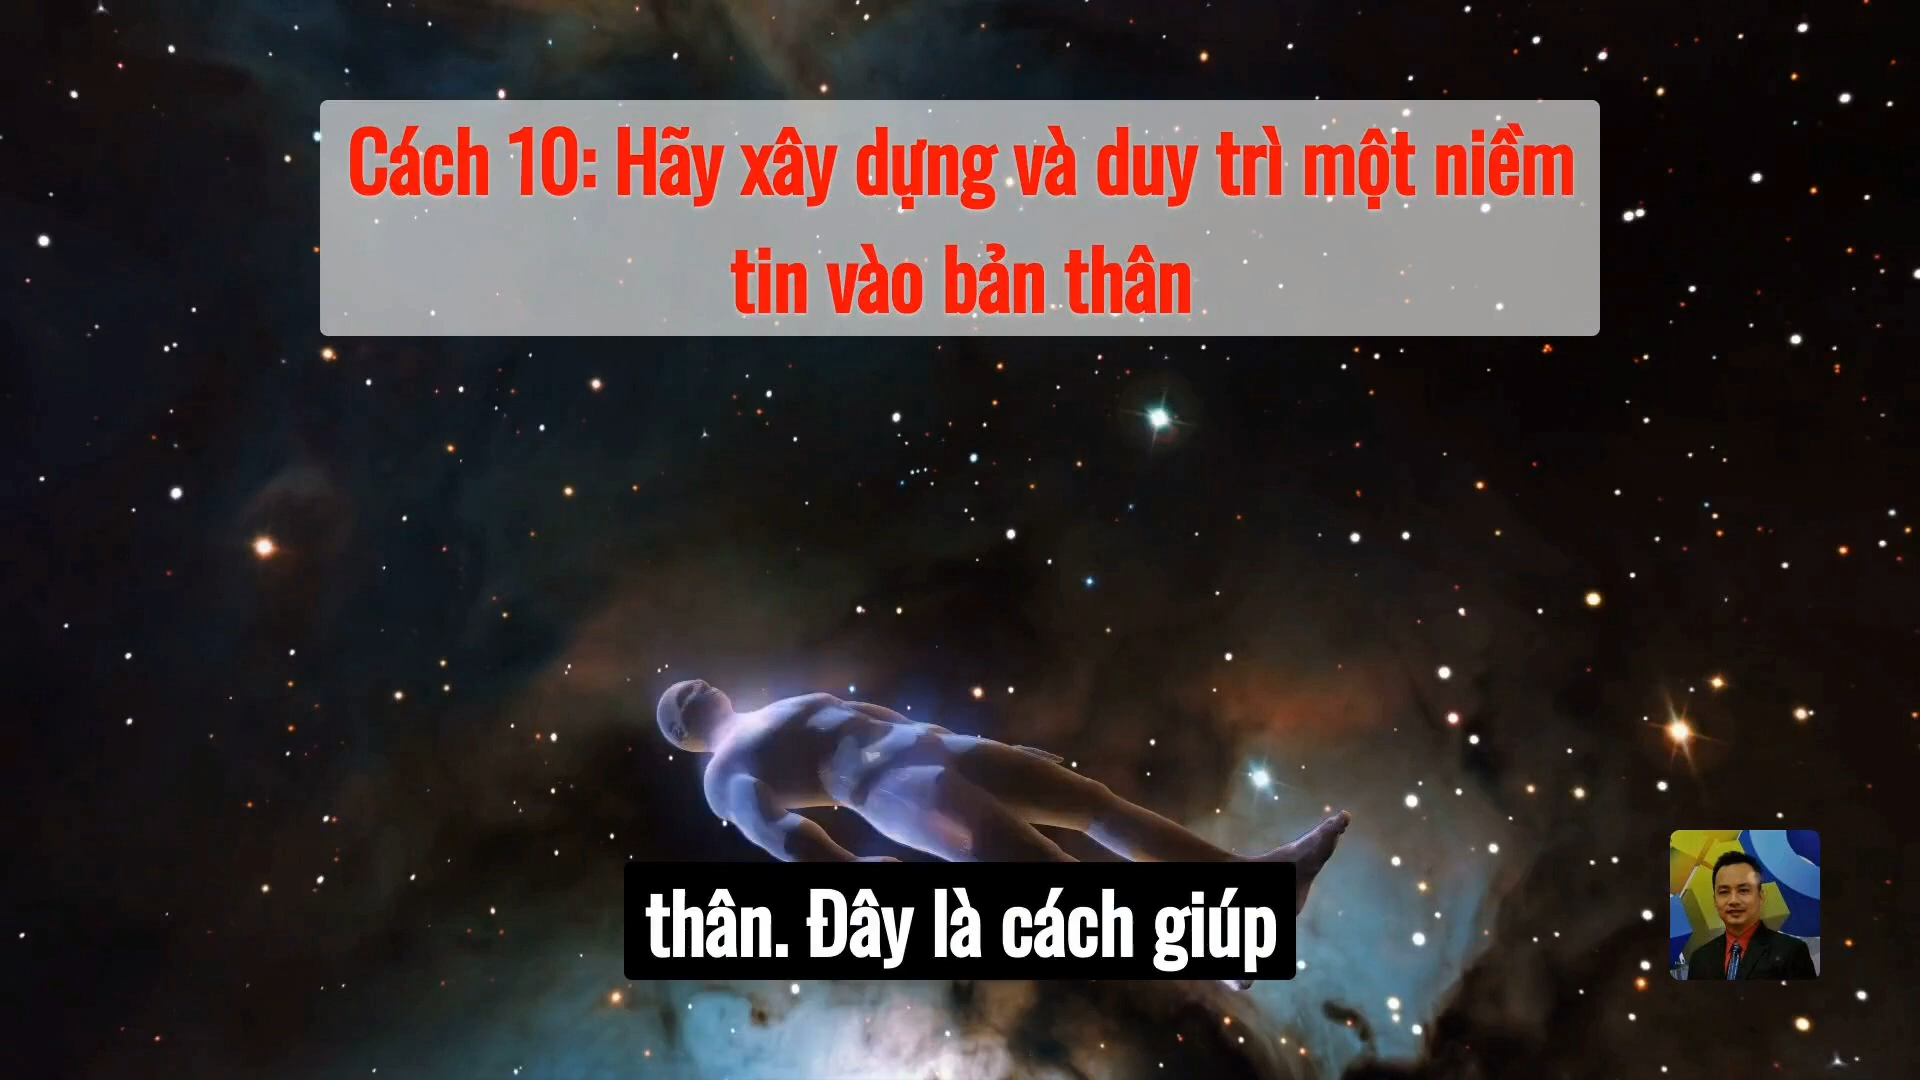 Cách 10: Hãy xây dựng và duy trì một niềm
tin vào bản thân
thân. Đây là cách giúp